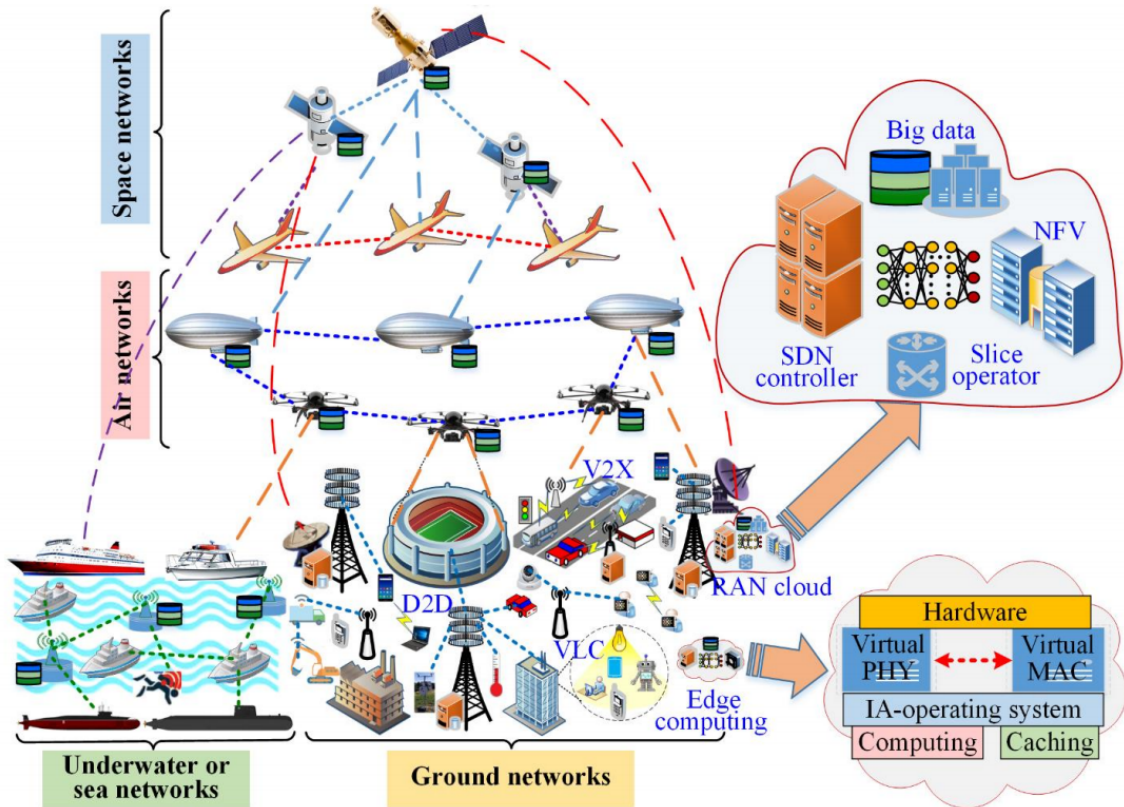 Space networks
Air networks
Big data
NFV
SDN
controller
Slice
operator
V2X
D2D
RAN cloud
VLC
Edge
computing
Hardware
Virtual
PHY
Virtual
MAC
IA-operating system
Computing
Caching
Underwater or
sea networks
Ground networks